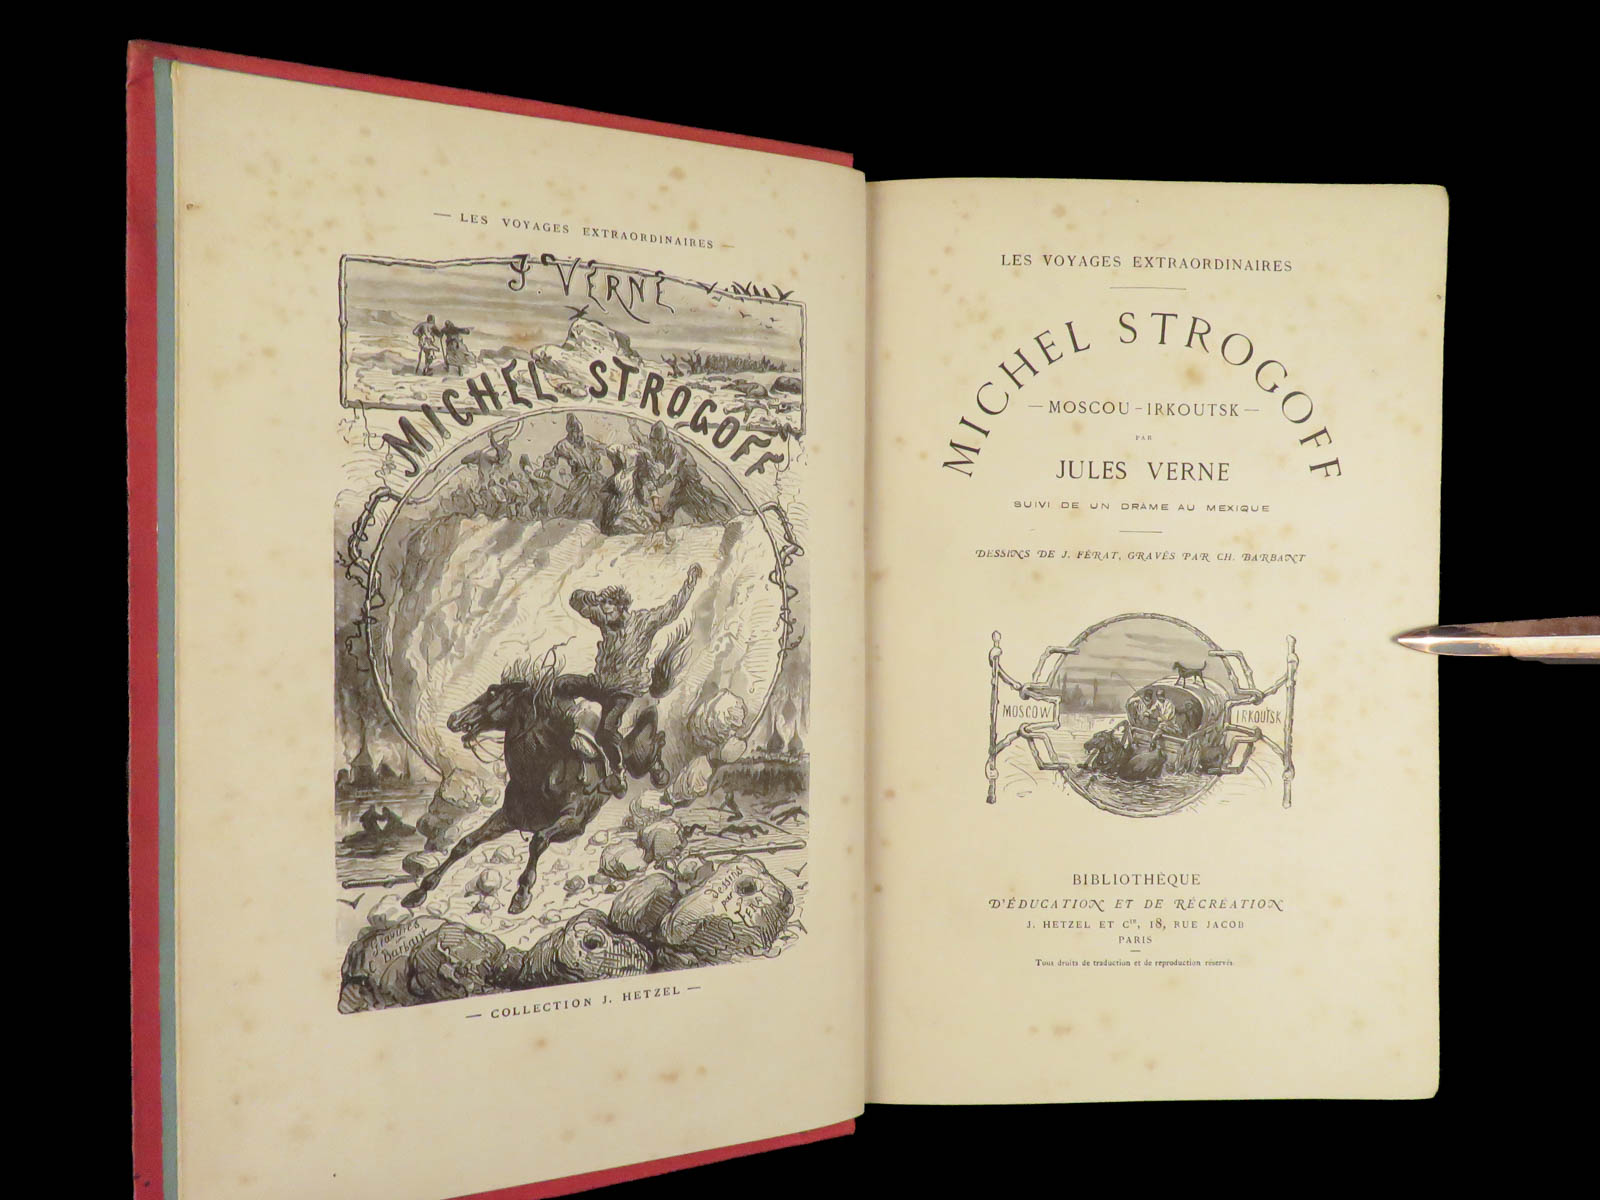 — LES VOYAGES EXTRAORDINAIRES —
J. VERNE
MICHEL STROGOFF
Dessins
par
J. FÉRAT
Gravures
C. Barbant
— COLLECTION J. HETZEL —
LES VOYAGES EXTRAORDINAIRES
MICHEL STROGOFF
— MOSCOU - IRKOUTSK —
PAR
JULES VERNE
SUIVI DE UN DRAME AU MEXIQUE
DESSINS DE J. FÉRAT, GRAVÉS PAR CH. BARBANT
MOSCOW
IRKOUTSK
BIBLIOTHÈQUE
D'ÉDUCATION ET DE RÉCRÉATION
J. HETZEL ET Cie, 18, RUE JACOB
PARIS
Tous droits de traduction et de reproduction réservés.